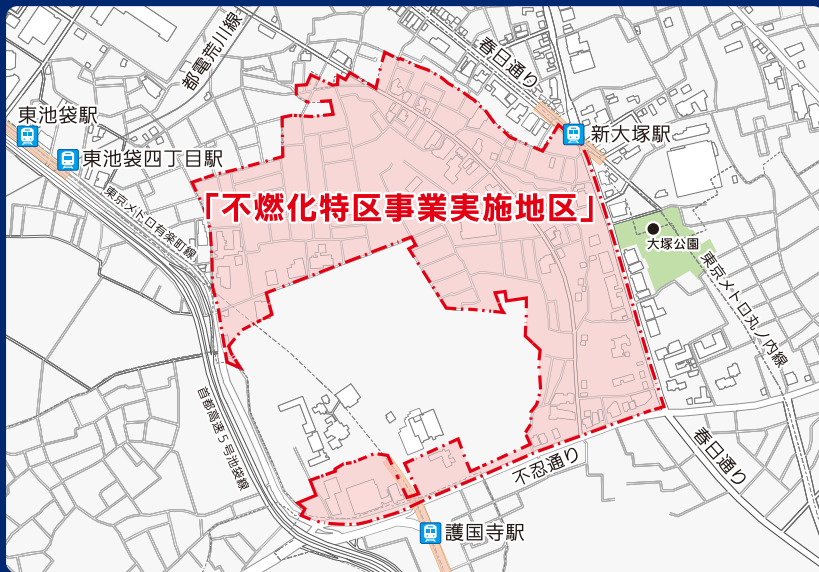 都電荒川線
春日通り
東池袋駅
新大塚駅
東池袋四丁目駅
東京メトロ有楽町線
「不燃化特区事業実施地区」
大塚公園
東京メトロ丸ノ内線
首都高速5号池袋線
春日通り
不忍通り
護国寺駅